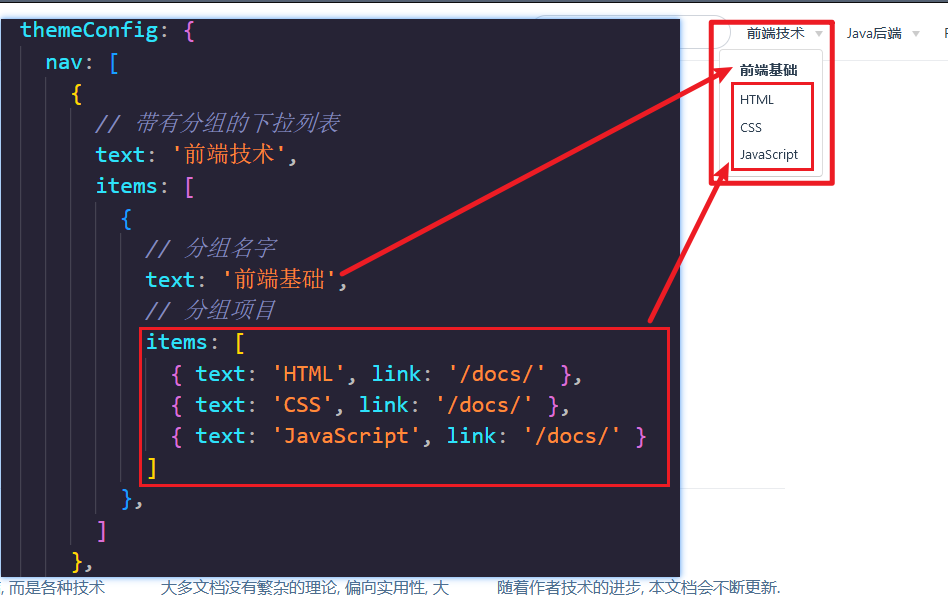 themeConfig: {
nav: [
{
// 带有分组的下拉列表
text: '前端技术',
items: [
{
// 分组名字
text: '前端基础',
// 分组项目
items: [
{ text: 'HTML', link: '/docs/' },
{ text: 'CSS', link: '/docs/' },
{ text: 'JavaScript', link: '/docs/' }
]
},
]
},
前端技术
Java后端
前端基础
HTML
CSS
JavaScript
, 而是各种技术
大多文档没有繁杂的理论, 偏向实用性, 大
随着作者技术的进步, 本文档会不断更新.